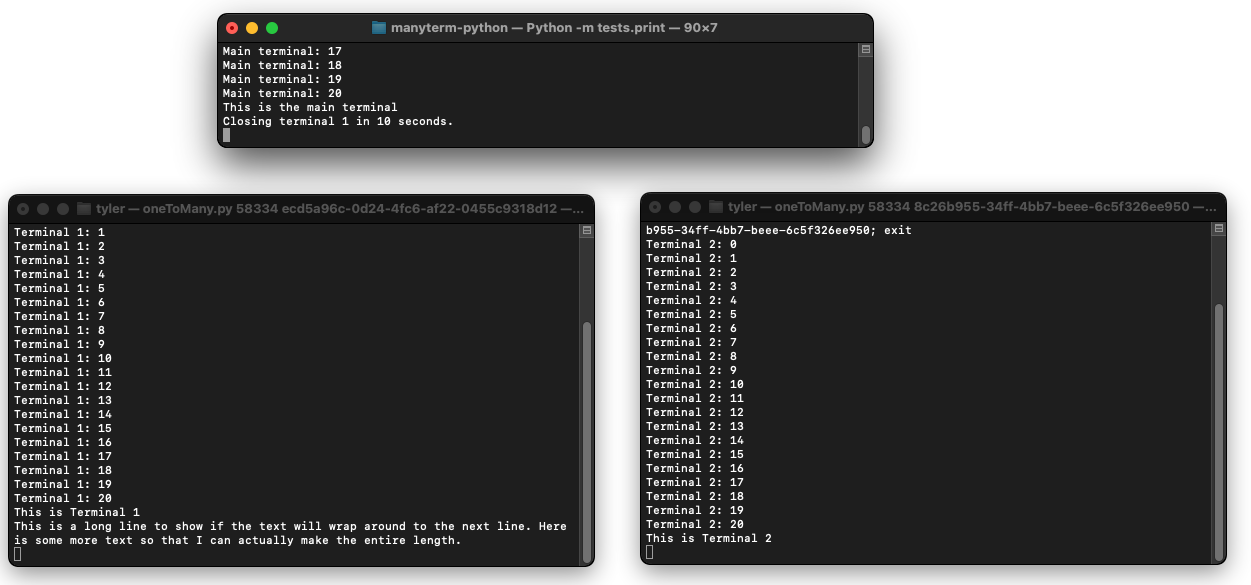 manyterm-python — Python -m tests.print — 90×7
Main terminal: 17
Main terminal: 18
Main terminal: 19
Main terminal: 20
This is the main terminal
Closing terminal 1 in 10 seconds.
tyler — oneToMany.py 58334 ecd5a96c-0d24-4fc6-af22-0455c9318d12 —...
Terminal 1: 1
Terminal 1: 2
Terminal 1: 3
Terminal 1: 4
Terminal 1: 5
Terminal 1: 6
Terminal 1: 7
Terminal 1: 8
Terminal 1: 9
Terminal 1: 10
Terminal 1: 11
Terminal 1: 12
Terminal 1: 13
Terminal 1: 14
Terminal 1: 15
Terminal 1: 16
Terminal 1: 17
Terminal 1: 18
Terminal 1: 19
Terminal 1: 20
This is Terminal 1
This is a long line to show if the text will wrap around to the next line. Here
is some more text so that I can actually make the entire length.
tyler — oneToMany.py 58334 8c26b955-34ff-4bb7-beee-6c5f326ee950 —...
b955-34ff-4bb7-beee-6c5f326ee950; exit
Terminal 2: 0
Terminal 2: 1
Terminal 2: 2
Terminal 2: 3
Terminal 2: 4
Terminal 2: 5
Terminal 2: 6
Terminal 2: 7
Terminal 2: 8
Terminal 2: 9
Terminal 2: 10
Terminal 2: 11
Terminal 2: 12
Terminal 2: 13
Terminal 2: 14
Terminal 2: 15
Terminal 2: 16
Terminal 2: 17
Terminal 2: 18
Terminal 2: 19
Terminal 2: 20
This is Terminal 2